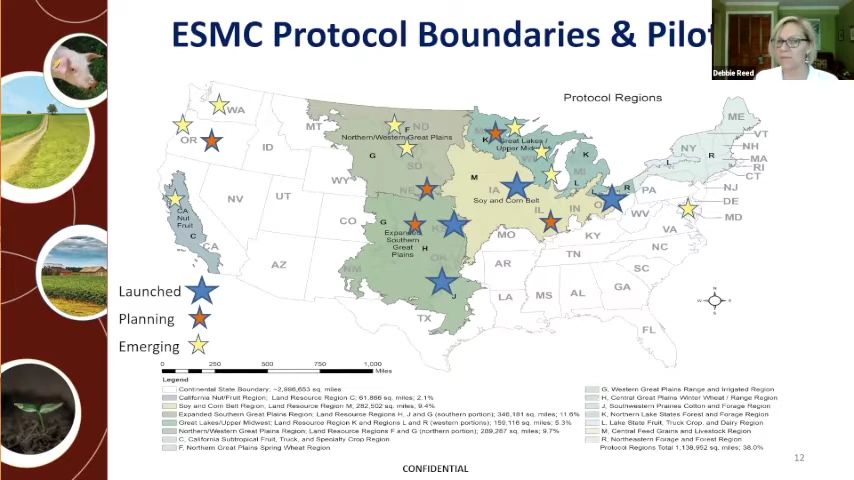 ESMC Protocol Boundaries & Pilot
Debbie Reed
Protocol Regions
WA
MT
ND
F
Northern/Western Great Plains
ME
OR
ID
K
Great Lakes/
Upper Midwest
VT
NH
NY
MA
RI
CT
G
SD
WY
WI
K
MI
L
L
R
M
IA
Soy and Corn Belt
NE
L
R
PA
NJ
DE
MD
NV
UT
CO
CA
Nut
Fruit
C
CA
G
Expanded
Southern
Great
Plains
H
KS
IL
IN
WV
VA
MO
KY
NC
AZ
NM
OK
AR
TN
SC
J
TX
LA
MS
AL
GA
FL
N
W
E
S
Launched
Planning
Emerging
0 250 500 750 1,000
Miles
Legend
Continental State Boundary; ~2,996,653 sq. miles
California Nut/Fruit Region; Land Resource Region C; 61,866 sq. miles; 2.1%
Soy and Corn Belt Region; Land Resource Region M; 282,502 sq. miles; 9.4%
Expanded Southern Great Plains Region; Land Resource Regions H, J and G (southern portion); 346,181 sq. miles; 11.6%
Great Lakes/Upper Midwest; Land Resource Region K and Regions L and R (western portions); 159,116 sq. miles; 5.3%
Northern/Western Great Plains Region; Land Resource Regions F and G (northern portion); 289,287 sq. miles; 9.7%
C, California Subtropical Fruit, Truck, and Specialty Crop Region
F, Northern Great Plains Spring Wheat Region
G, Western Great Plains Range and Irrigated Region
H, Central Great Plains Winter Wheat / Range Region
J, Southwestern Prairies Cotton and Forage Region
K, Northern Lake States Forest and Forage Region
L, Lake State Fruit, Truck Crop, and Dairy Region
M, Central Feed Grains and Livestock Region
R, Northeastern Forage and Forest Region
Protocol Regions Total 1,138,952 sq. miles; 38.0%
12
CONFIDENTIAL